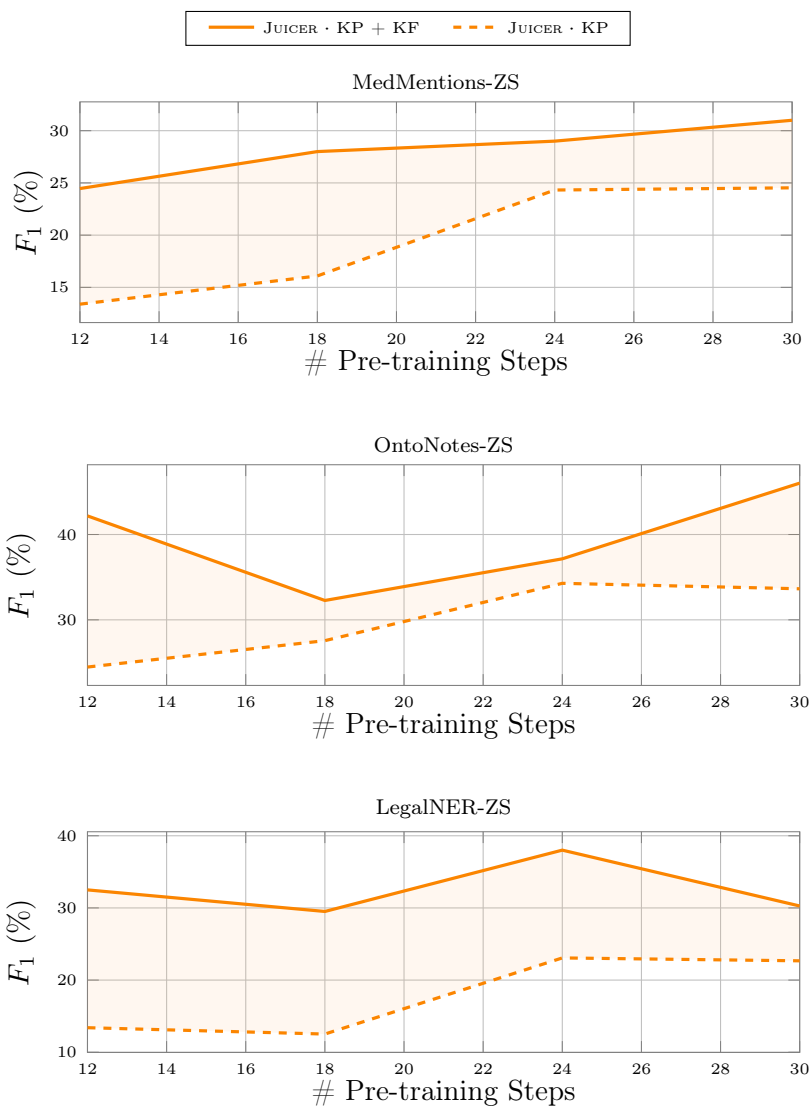 JUICER · KP + KF JUICER · KP
MedMentions-ZS
30
25
20
15
F1 (%)
12 14 16 18 20 22 24 26 28 30
# Pre-training Steps
OntoNotes-ZS
40
30
F1 (%)
12 14 16 18 20 22 24 26 28 30
# Pre-training Steps
LegalNER-ZS
40
30
20
10
F1 (%)
12 14 16 18 20 22 24 26 28 30
# Pre-training Steps